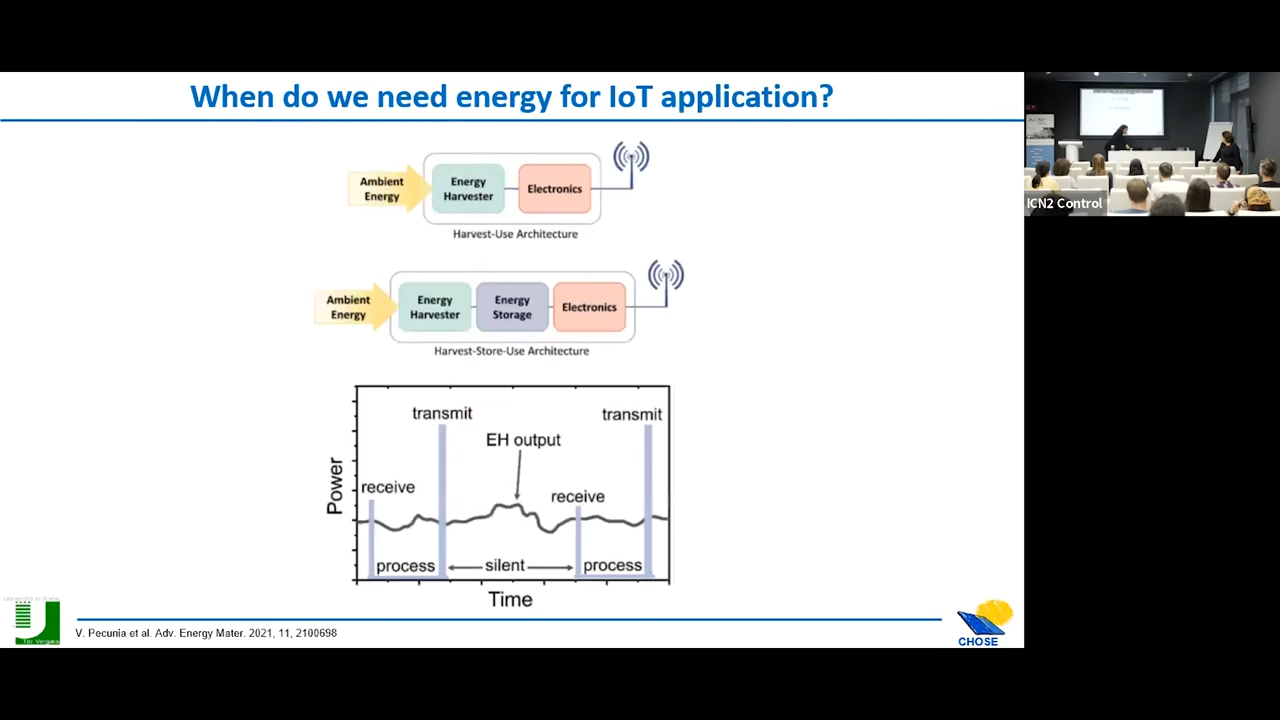 When do we need energy for IoT application?
Ambient
Energy
Energy
Harvester
Electronics
Harvest-Use Architecture
Ambient
Energy
Energy
Harvester
Energy
Storage
Electronics
Harvest-Store-Use Architecture
transmit
transmit
EH output
receive
receive
Power
process
silent
process
Time
Tor Vergata
V. Pecunia et al. Adv. Energy Mater. 2021, 11, 2100698
CHOSE
ICN2 Control